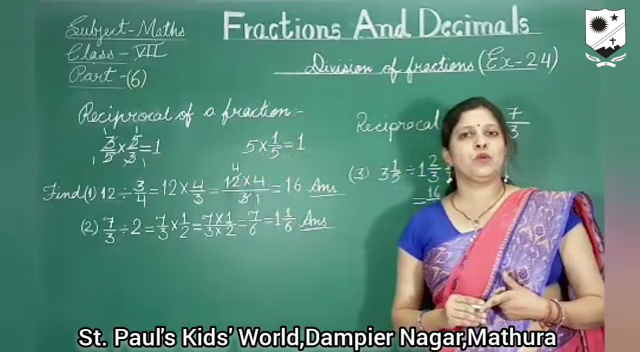 Subject- Maths
Class- VII
Part-(6)
Fractions And Decimals
Division of fractions (Ex-2.4)
Reciprocal of a fraction:-
3/5 × 5/3 = 1
5 × 1/5 = 1
Reciprocal
7/3
Find (1) 12 ÷ 3/4 = 12 × 4/3 = 12 × 4/3 = 16 Ans
(2) 7/3 ÷ 2 = 7/3 × 1/2 = 7 × 1/3 × 2 = 7/6 = 1 1/6 Ans
(3) 3 1/5 ÷ 1 2/3 =
= 16
St. Paul's Kids' World,Dampier Nagar,Mathura